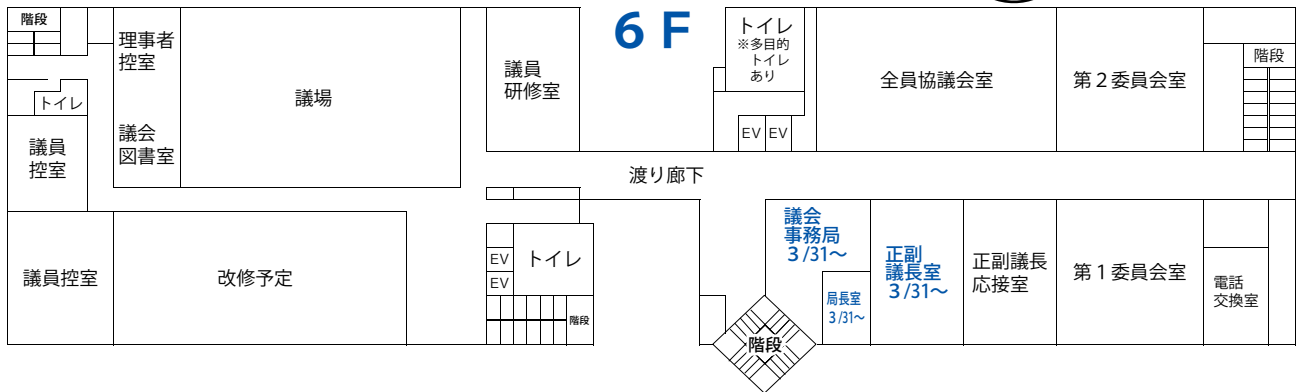 6 F
階段
理事者
控室
トイレ
議会
図書室
議場
議員
控室
議員控室
改修予定
議員
研修室
EV
EV
トイレ
階段
渡り廊下
トイレ
※多目的
トイレ
あり
EV EV
全員協議会室
第２委員会室
階段
議会
事務局
３/31～
局長室
３/31～
正副
議長室
３/31～
正副議長
応接室
第１委員会室
電話
交換室
階段